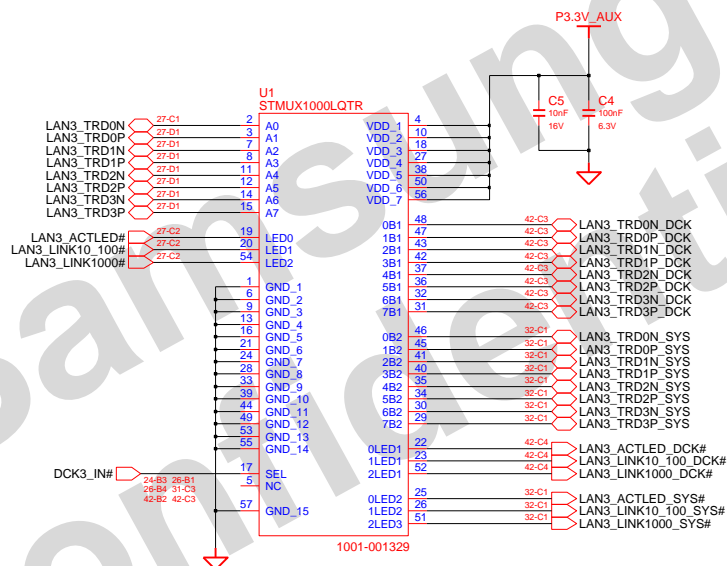 P3.3V_AUX
U1
STMUX1000LQTR
C5
10nF
16V
C4
100nF
6.3V
LAN3_TRD0N 27-C1 2 A0
LAN3_TRD0P 27-D1 3 A1
LAN3_TRD1N 27-D1 7 A2
LAN3_TRD1P 27-D1 8 A3
LAN3_TRD2N 27-D1 11 A4
LAN3_TRD2P 27-D1 12 A5
LAN3_TRD3N 27-D1 14 A6
LAN3_TRD3P 27-D1 15 A7
LAN3_ACTLED# 27-C2 19 LED0
LAN3_LINK10_100# 27-C2 20 LED1
LAN3_LINK1000# 27-C2 54 LED2
1 GND_1
6 GND_2
9 GND_3
13 GND_4
16 GND_5
21 GND_6
24 GND_7
28 GND_8
33 GND_9
39 GND_10
44 GND_11
49 GND_12
53 GND_13
55 GND_14
DCK3_IN# 17 SEL
24-B3 26-B1
26-B4 31-C3
42-B2 42-C3
5 NC
57 GND_15
VDD_1 4
VDD_2 10
VDD_3 18
VDD_4 27
VDD_5 38
VDD_6 50
VDD_7 56
0B1 48 42-C3 LAN3_TRD0N_DCK
1B1 47 42-C3 LAN3_TRD0P_DCK
2B1 43 42-C3 LAN3_TRD1N_DCK
3B1 42 42-C3 LAN3_TRD1P_DCK
4B1 37 42-C3 LAN3_TRD2N_DCK
5B1 36 42-C3 LAN3_TRD2P_DCK
6B1 32 42-C3 LAN3_TRD3N_DCK
7B1 31 42-C3 LAN3_TRD3P_DCK
0B2 46 32-C1 LAN3_TRD0N_SYS
1B2 45 32-C1 LAN3_TRD0P_SYS
2B2 41 32-C1 LAN3_TRD1N_SYS
3B2 40 32-C1 LAN3_TRD1P_SYS
4B2 35 32-C1 LAN3_TRD2N_SYS
5B2 34 32-C1 LAN3_TRD2P_SYS
6B2 30 32-C1 LAN3_TRD3N_SYS
7B2 29 32-C1 LAN3_TRD3P_SYS
0LED1 22 42-C4 LAN3_ACTLED_DCK#
1LED1 23 42-C4 LAN3_LINK10_100_DCK#
2LED1 52 42-C4 LAN3_LINK1000_DCK#
0LED2 25 32-C1 LAN3_ACTLED_SYS#
1LED2 26 32-C1 LAN3_LINK10_100_SYS#
2LED3 51 32-C1 LAN3_LINK1000_SYS#
1001-001329
Samsung
Confidenti